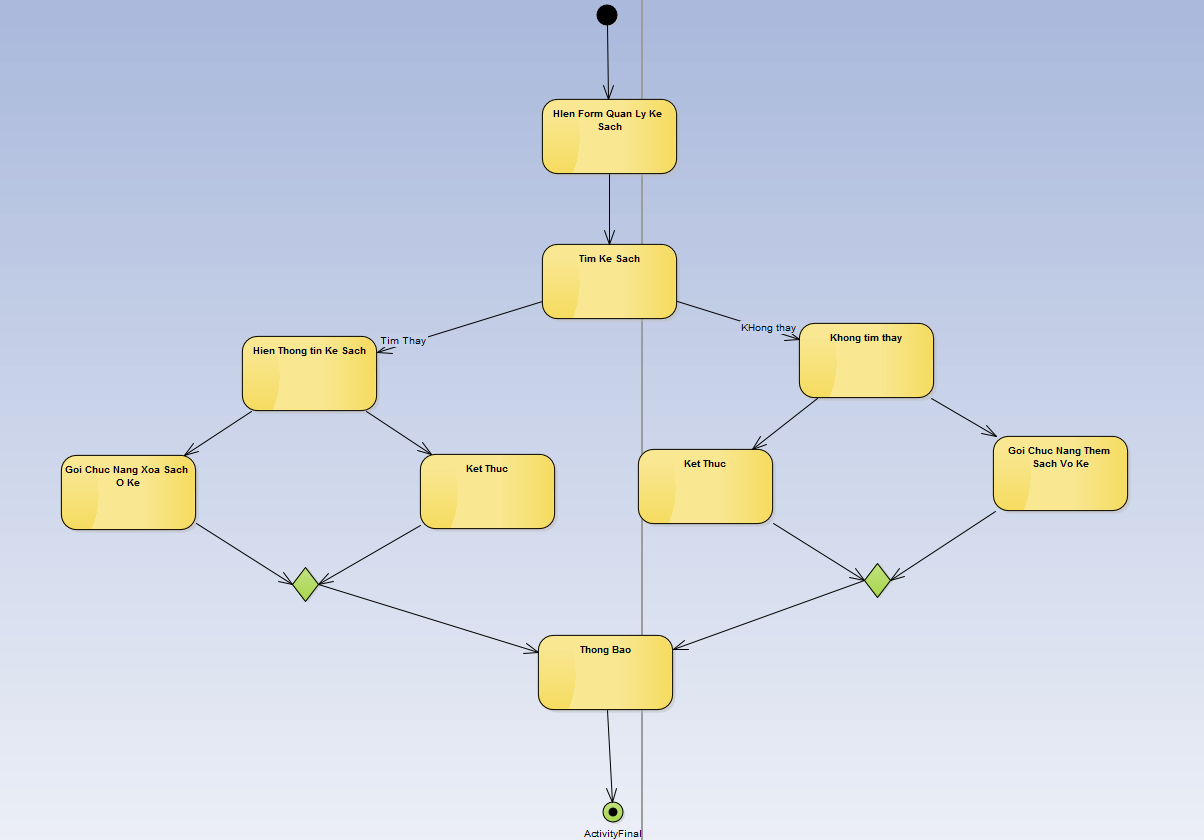 HIen Form Quan Ly Ke
Sach
Tim Ke Sach
Tim Thay
KHong thay
Hien Thong tin Ke Sach
Khong tim thay
Goi Chuc Nang Xoa Sach
O Ke
Ket Thuc
Ket Thuc
Goi Chuc Nang Them
Sach Vo Ke
Thong Bao
ActivityFinal